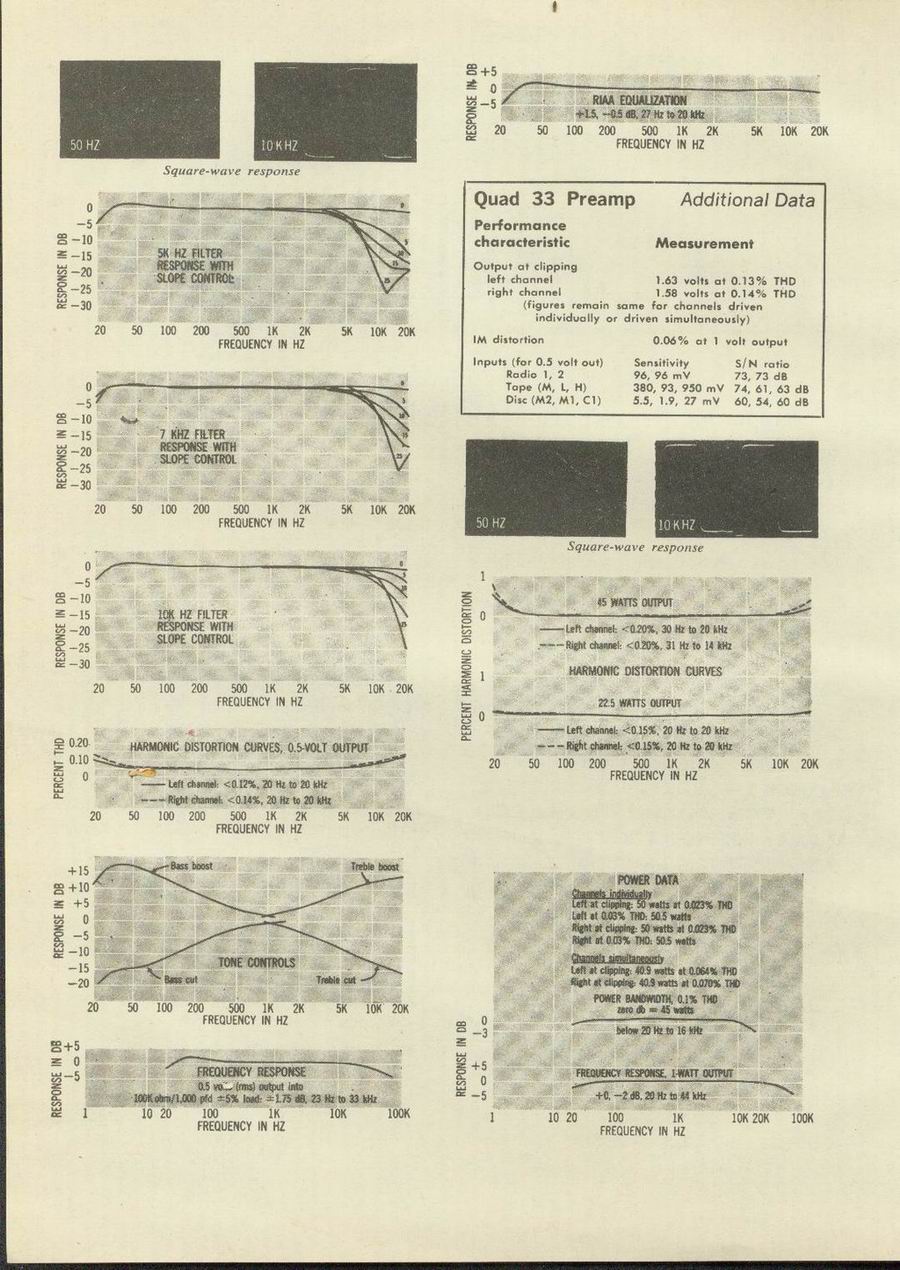 50 HZ
10 KHZ
Square-wave response
RESPONSE IN DB
0
−5
−10
−15
−20
−25
−30
5K HZ FILTER
RESPONSE WITH
SLOPE CONTROL
20 50 100 200 500 1K 2K 5K 10K 20K
FREQUENCY IN HZ
RESPONSE IN DB
0
−5
−10
−15
−20
−25
−30
7 KHZ FILTER
RESPONSE WITH
SLOPE CONTROL
20 50 100 200 500 1K 2K 5K 10K 20K
FREQUENCY IN HZ
RESPONSE IN DB
0
−5
−10
−15
−20
−25
−30
10K HZ FILTER
RESPONSE WITH
SLOPE CONTROL
20 50 100 200 500 1K 2K 5K 10K 20K
FREQUENCY IN HZ
PERCENT THD
0.20
0.10
0
HARMONIC DISTORTION CURVES, 0.5-VOLT OUTPUT
Left channel: <0.12%, 20 Hz to 20 kHz
Right channel: <0.14%, 20 Hz to 20 kHz
20 50 100 200 500 1K 2K 5K 10K 20K
FREQUENCY IN HZ
RESPONSE IN DB
+15
+10
+5
0
−5
−10
−15
−20
Bass boost
Treble boost
TONE CONTROLS
Bass cut
Treble cut
20 50 100 200 500 1K 2K 5K 10K 20K
FREQUENCY IN HZ
RESPONSE IN DB
+5
0
−5
FREQUENCY RESPONSE
0.5 (rms) output into
100K ohm/1,000 pfd ±5% load: ±1.75 dB, 23 Hz to 33 kHz
1 10 20 100 1K 10K 100K
FREQUENCY IN HZ
RESPONSE IN DB
+5
0
−5
RIAA EQUALIZATION
+1.5, −0.5 dB, 27 Hz to 20 kHz
20 50 100 200 500 1K 2K 5K 10K 20K
FREQUENCY IN HZ
Quad 33 Preamp Additional Data
Performance
characteristic Measurement
Output at clipping
left channel 1.63 volts at 0.13% THD
right channel 1.58 volts at 0.14% THD
(figures remain same for channels driven
individually or driven simultaneously)
IM distortion 0.06% at 1 volt output
Inputs (for 0.5 volt out) Sensitivity S/N ratio
Radio 1, 2 96, 96 mV 73, 73 dB
Tape (M, L, H) 380, 93, 950 mV 74, 61, 63 dB
Disc (M2, M1, C1) 5.5, 1.9, 27 mV 60, 54, 60 dB
50 HZ
10 KHZ
Square-wave response
PERCENT HARMONIC DISTORTION
1
0
45 WATTS OUTPUT
Left channel: <0.20%, 30 Hz to 20 kHz
Right channel: <0.20%, 31 Hz to 14 kHz
HARMONIC DISTORTION CURVES
1
0
22.5 WATTS OUTPUT
Left channel: <0.15%, 20 Hz to 20 kHz
Right channel: <0.15%, 20 Hz to 20 kHz
20 50 100 200 500 1K 2K 5K 10K 20K
FREQUENCY IN HZ
POWER DATA
Channels individually
Left at clipping: 50 watts at 0.023% THD
Left at 0.03% THD: 50.5 watts
Right at clipping: 50 watts at 0.023% THD
Right at 0.03% THD: 50.5 watts
Channels simultaneously
Left at clipping: 40.9 watts at 0.064% THD
Right at clipping: 40.9 watts at 0.070% THD
POWER BANDWIDTH, 0.1% THD
zero db = 45 watts
RESPONSE IN DB
0
−3
below 20 Hz to 16 kHz
+5
0
−5
FREQUENCY RESPONSE, 1-WATT OUTPUT
+0, −2 dB, 20 Hz to 44 kHz
1 10 20 100 1K 10K 20K 100K
FREQUENCY IN HZ